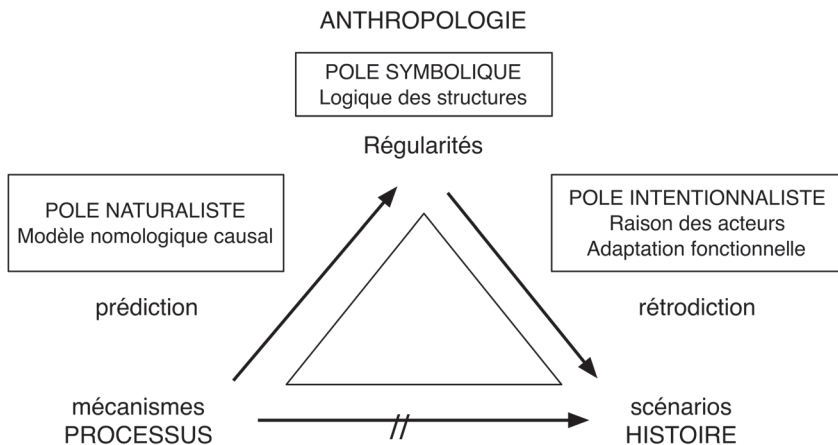 ANTHROPOLOGIE
POLE SYMBOLIQUE
Logique des structures
Régularités
POLE NATURALISTE
Modèle nomologique causal
POLE INTENTIONNALISTE
Raison des acteurs
Adaptation fonctionnelle
prédiction
rétrodiction
mécanismes
PROCESSUS
scénarios
HISTOIRE